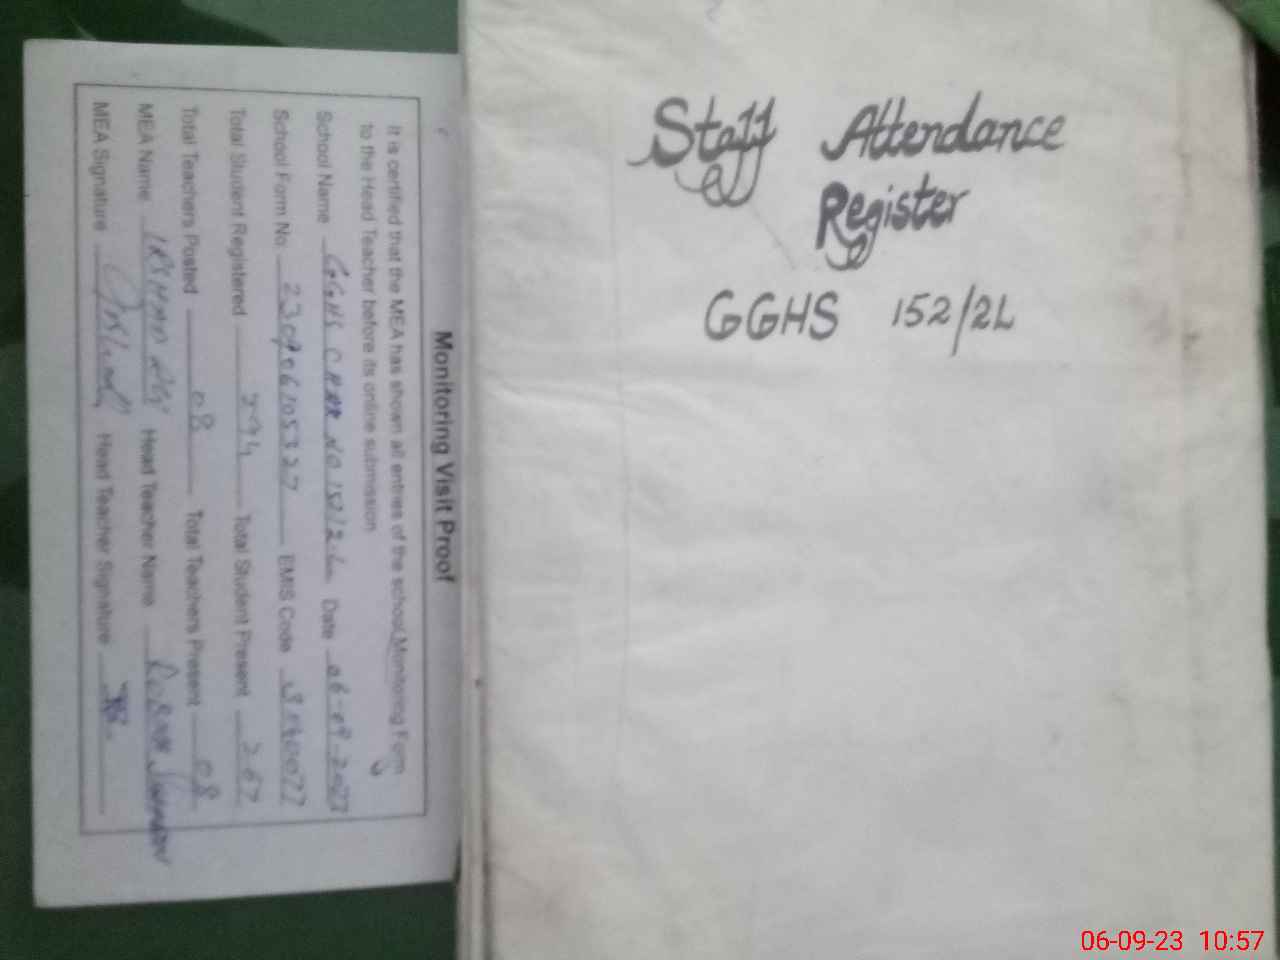 Monitoring Visit Proof
It is certified that the MEA has shown all entries of the school Monitoring Form
to the Head Teacher before its online submission
School Name GGHS CHAK NO 152/2L Date 06-09-2023
School Form No. 230906105327 EMIS Code
Total Student Registered 294 Total Student Present 267
Total Teachers Posted 08 Total Teachers Present 08
MEA Name IRSHAD Head Teacher Name
MEA Signature Head Teacher Signature
Staff Attendance
Register
GGHS 152/2L
06-09-23 10:57